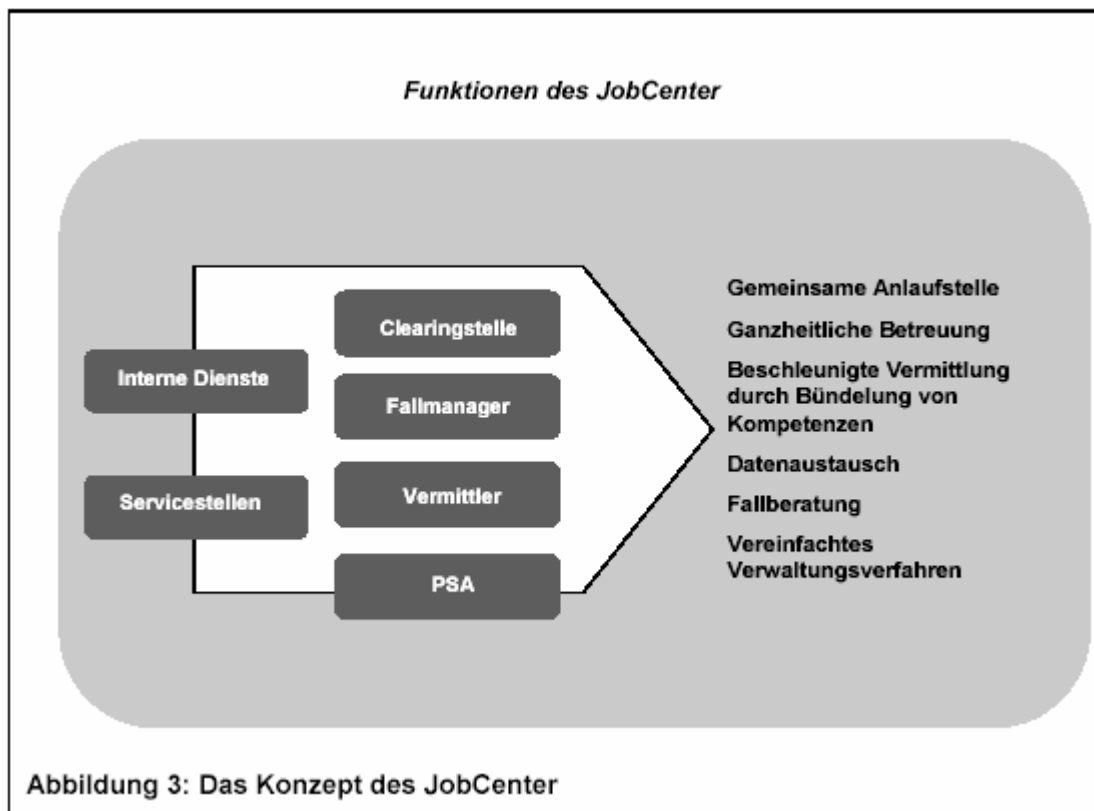 Funktionen des JobCenter
Interne Dienste
Servicestellen
Clearingstelle
Fallmanager
Vermittler
PSA
Gemeinsame Anlaufstelle
Ganzheitliche Betreuung
Beschleunigte Vermittlung
durch Bündelung von
Kompetenzen
Datenaustausch
Fallberatung
Vereinfachtes
Verwaltungsverfahren
Abbildung 3: Das Konzept des JobCenter